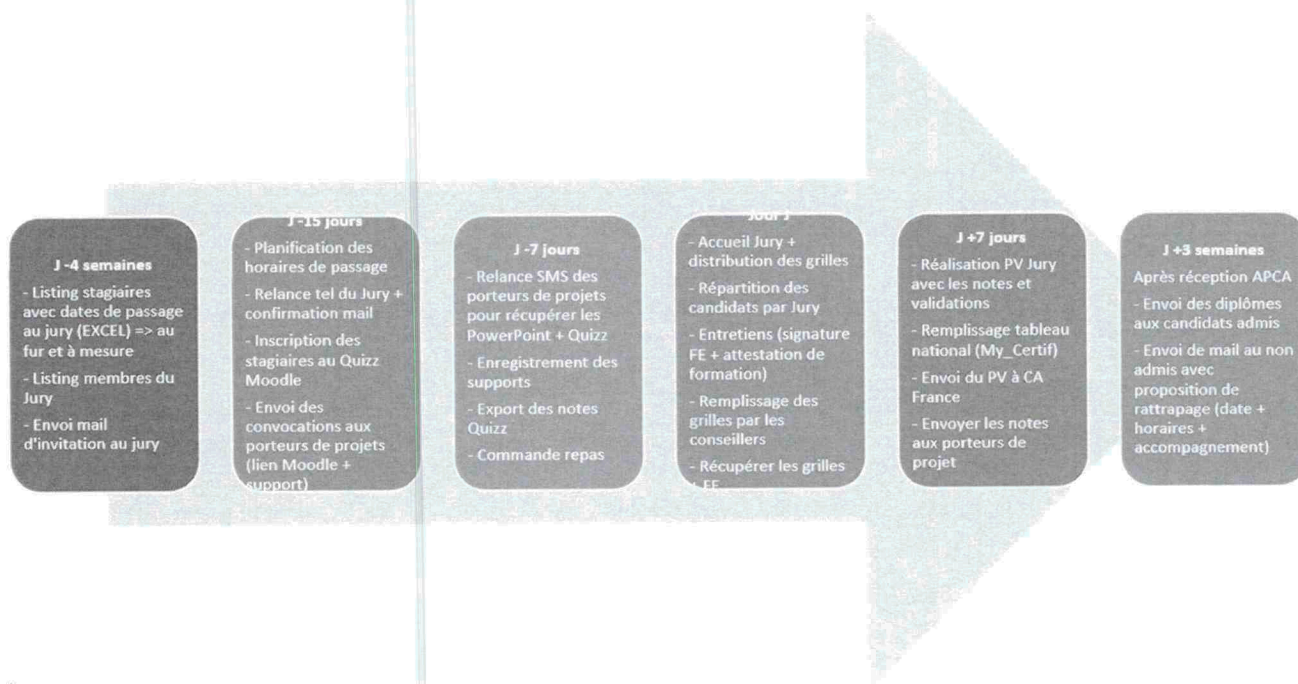 J -4 semaines
- Listing stagiaires
avec dates de passage
au jury (EXCEL) => au
fur et à mesure
- Listing membres du
Jury
- Envoi mail
d'invitation au jury
J -15 jours
- Planification des
horaires de passage
- Relance tel du Jury +
confirmation mail
- Inscription des
stagiaires au Quizz
Moodle
- Envoi des
convocations aux
porteurs de projets
(lien Moodle +
support)
J -7 jours
- Relance SMS des
porteurs de projets
pour récupérer les
PowerPoint + Quizz
- Enregistrement des
supports
- Export des notes
Quizz
- Commande repas
Jour J
- Accueil Jury +
distribution des grilles
- Répartition des
candidats par Jury
- Entretiens (signature
FE + attestation de
formation)
- Remplissage des
grilles par les
conseillers
- Récupérer les grilles
+ FE
J +7 jours
- Réalisation PV Jury
avec les notes et
validations
- Remplissage tableau
national (My_Certif)
- Envoi du PV à CA
France
- Envoyer les notes
aux porteurs de
projet
J +3 semaines
Après réception APCA
- Envoi des diplômes
aux candidats admis
- Envoi de mail au non
admis avec
proposition de
rattrapage (date +
horaires +
accompagnement)